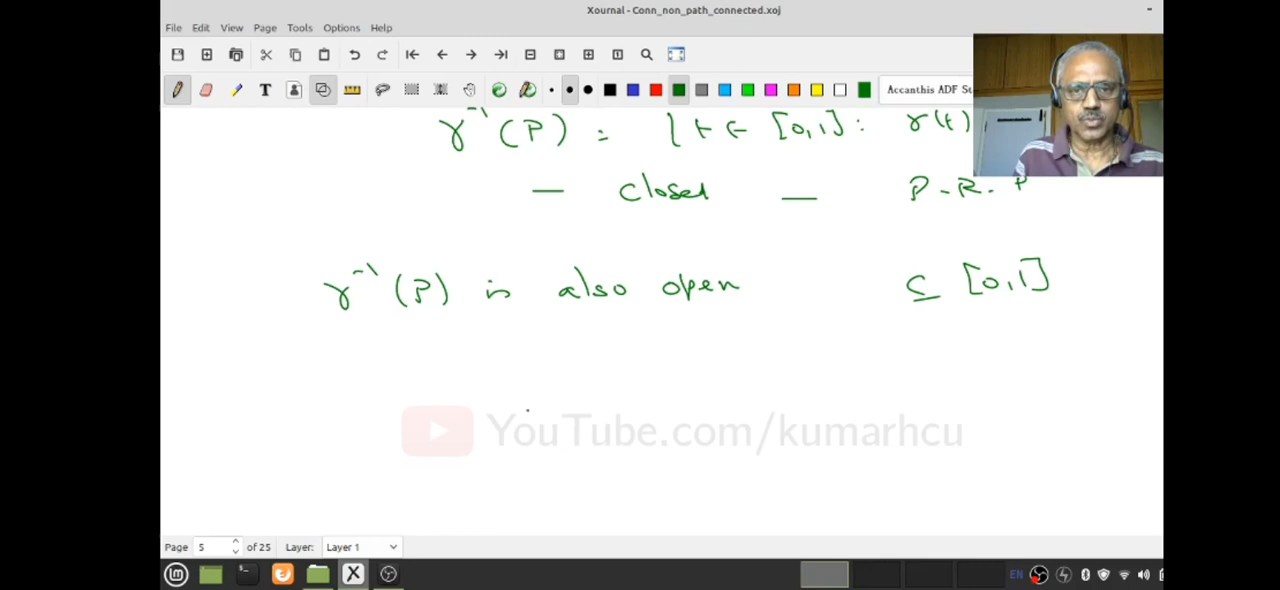 Xournal - Conn_non_path_connected.xoj
File Edit View Page Tools Options Help
Accanthis ADF St
γ⁻¹(P) = { t ∈ [0,1] : γ(t)
— closed — P.R.P
γ⁻¹(P) is also open ⊆ [0,1]
YouTube.com/kumarhcu
Page 5 of 25 Layer: Layer 1
EN